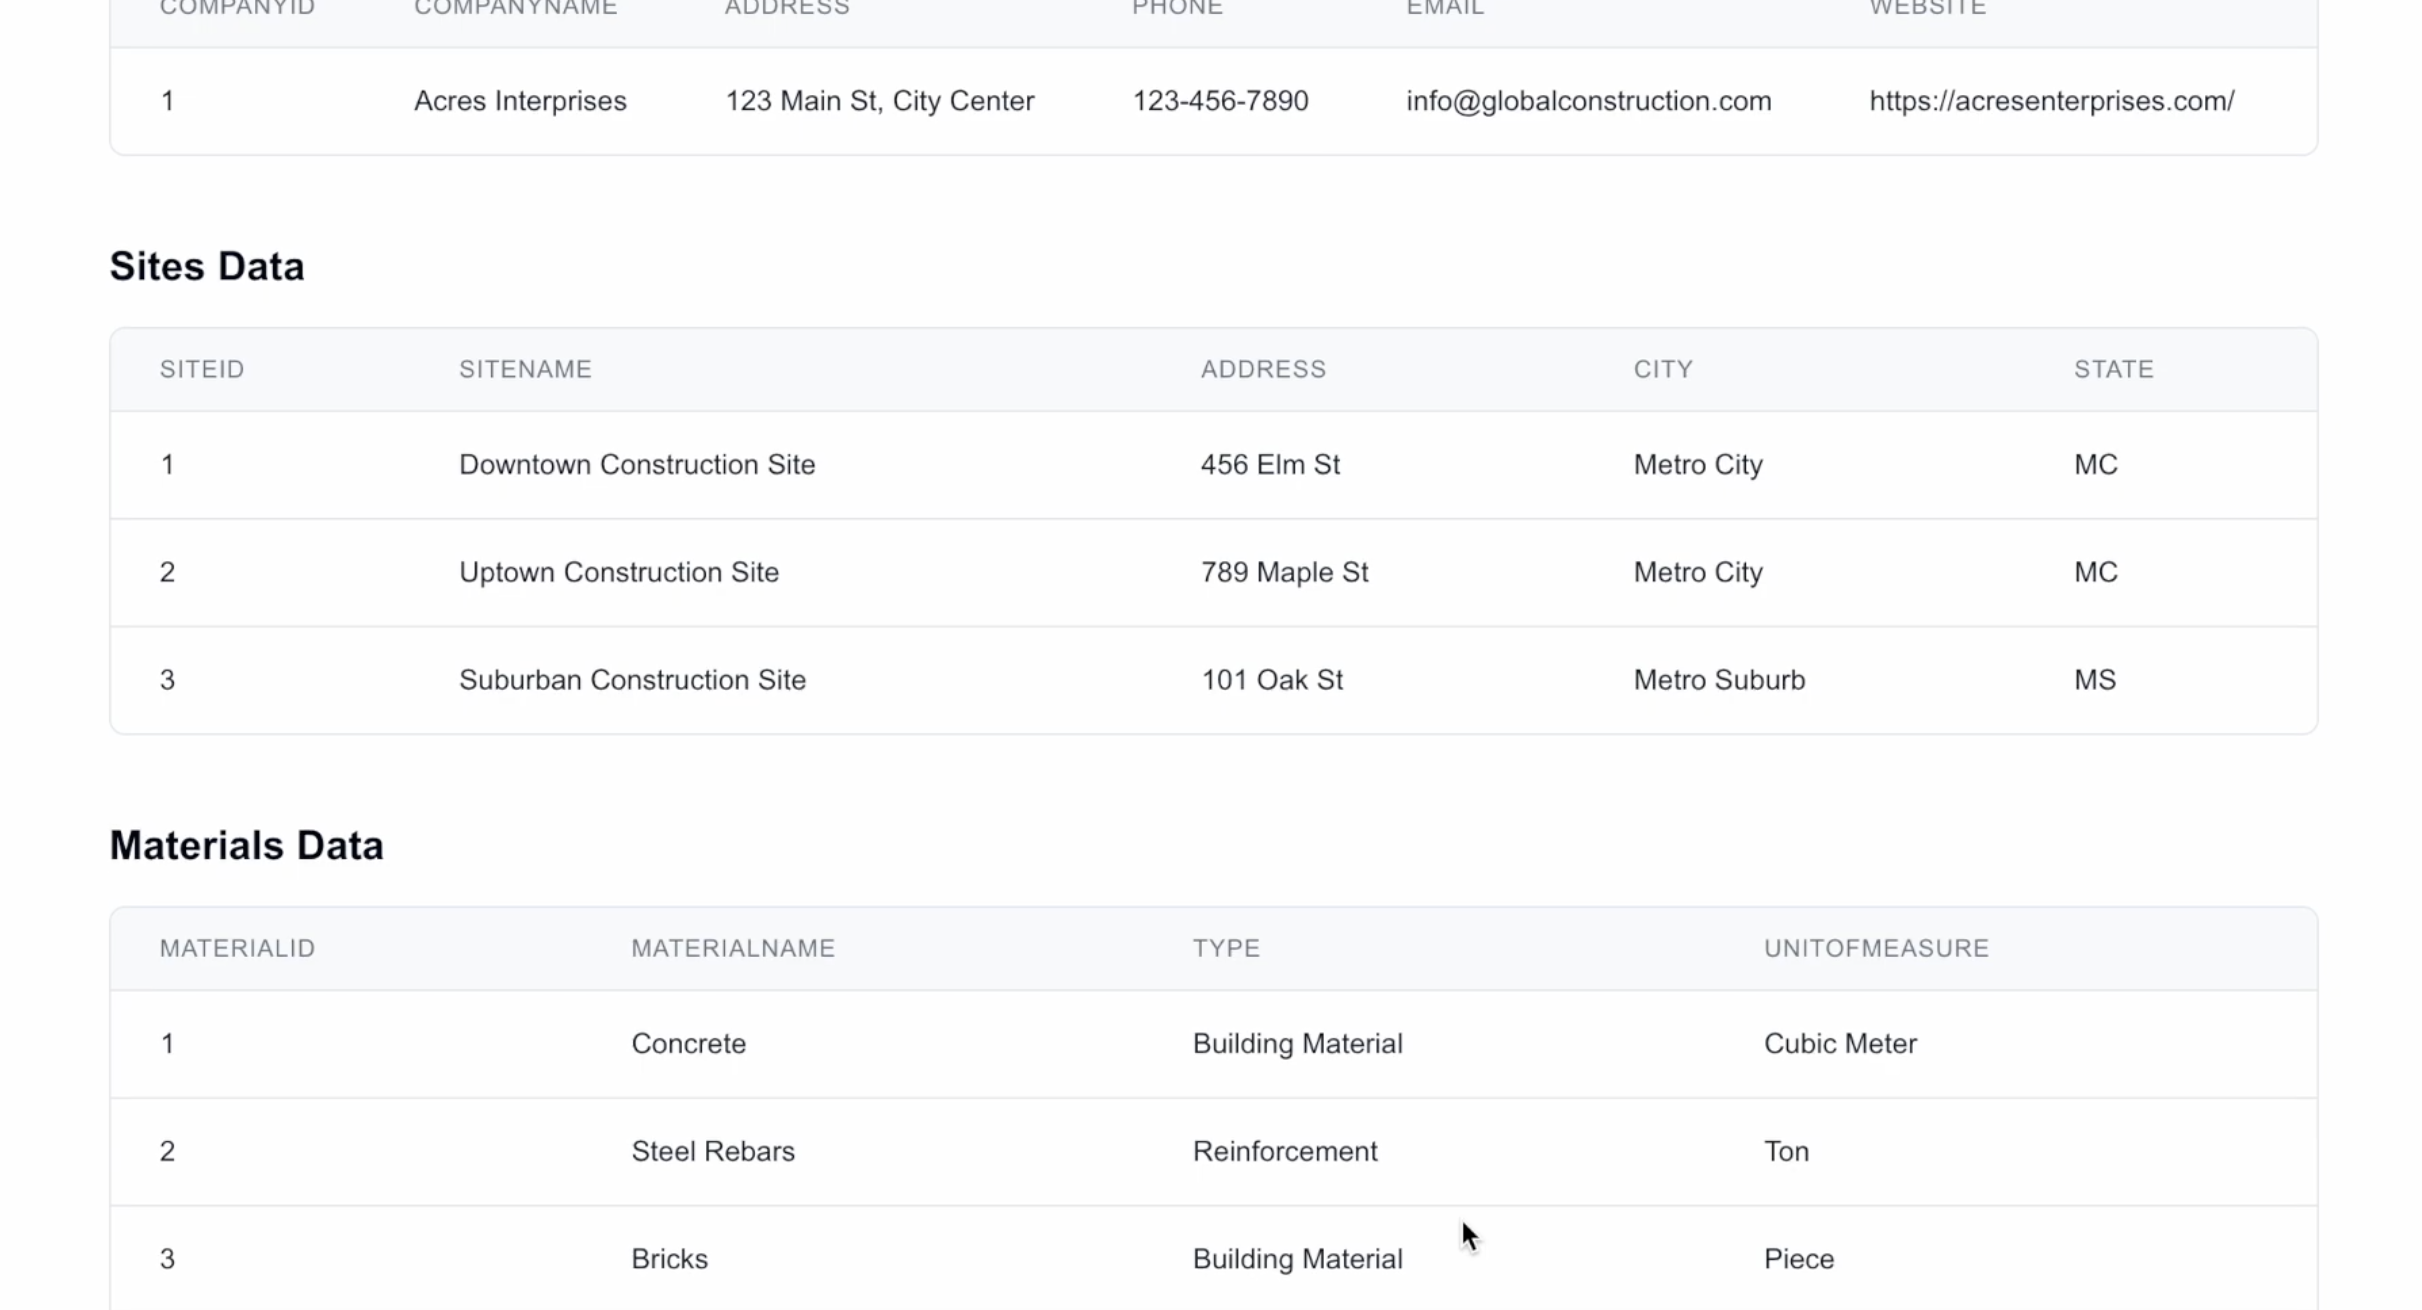 COMPANYID COMPANYNAME ADDRESS PHONE EMAIL WEBSITE
1 Acres Interprises 123 Main St, City Center 123-456-7890 info@globalconstruction.com https://acresenterprises.com/
Sites Data
SITEID SITENAME ADDRESS CITY STATE
1 Downtown Construction Site 456 Elm St Metro City MC
2 Uptown Construction Site 789 Maple St Metro City MC
3 Suburban Construction Site 101 Oak St Metro Suburb MS
Materials Data
MATERIALID MATERIALNAME TYPE UNITOFMEASURE
1 Concrete Building Material Cubic Meter
2 Steel Rebars Reinforcement Ton
3 Bricks Building Material Piece